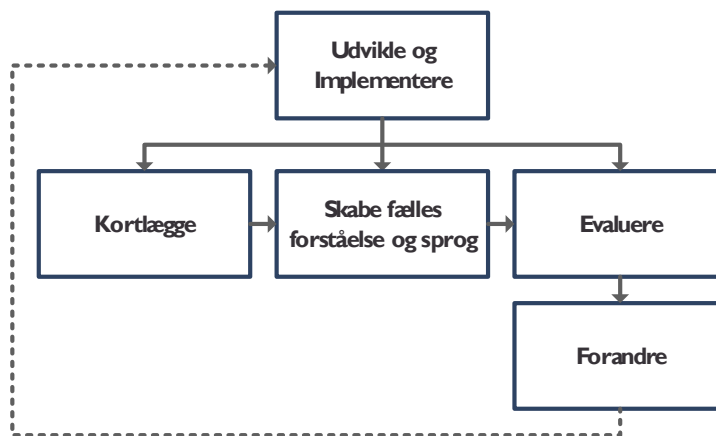 Udvikle og
Implementere
Kortlægge
Skabe fælles
forståelse og sprog
Evaluere
Forandre